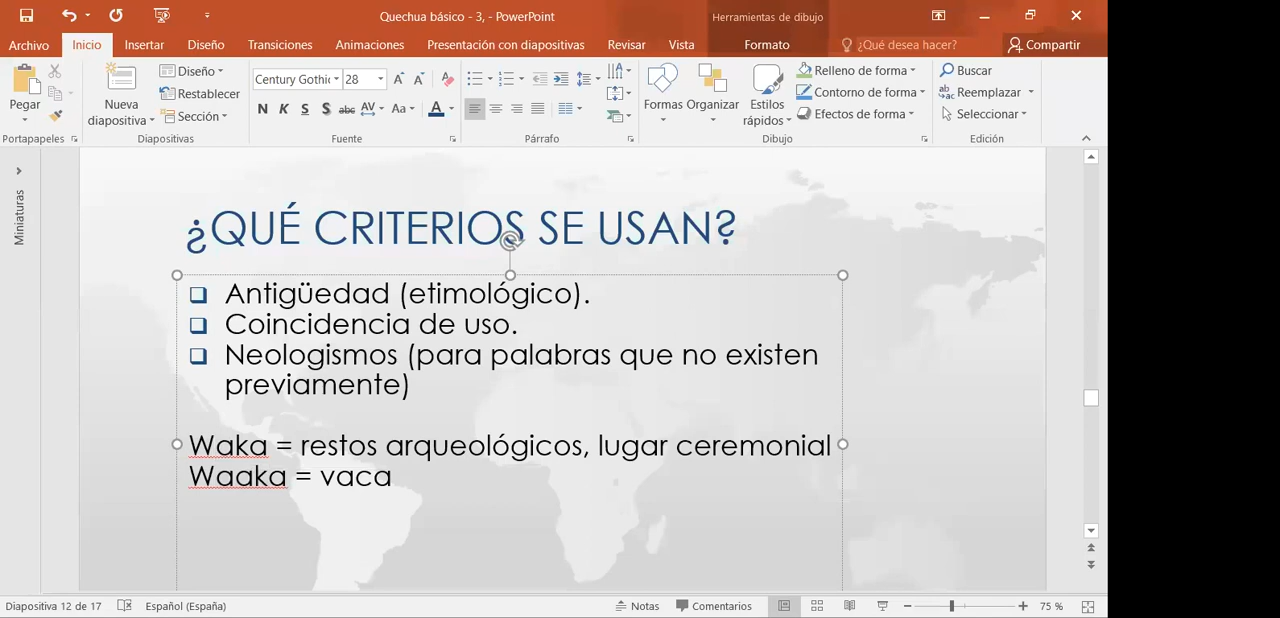 Quechua básico - 3, - PowerPoint
Herramientas de dibujo
Archivo Inicio Insertar Diseño Transiciones Animaciones Presentación con diapositivas Revisar Vista Formato ¿Qué desea hacer? Compartir
Pegar
Nueva diapositiva
Diseño
Restablecer
Sección
Century Gothic 28
N K S S abc AV Aa A
Formas
Organizar
Estilos rápidos
Relleno de forma
Contorno de forma
Efectos de forma
Buscar
Reemplazar
Seleccionar
Portapapeles Diapositivas Fuente Párrafo Dibujo Edición
Miniaturas
¿QUÉ CRITERIOS SE USAN?
Antigüedad (etimológico).
Coincidencia de uso.
Neologismos (para palabras que no existen
previamente)
Waka = restos arqueológicos, lugar ceremonial
Waaka = vaca
Diapositiva 12 de 17 Español (España) Notas Comentarios 75 %